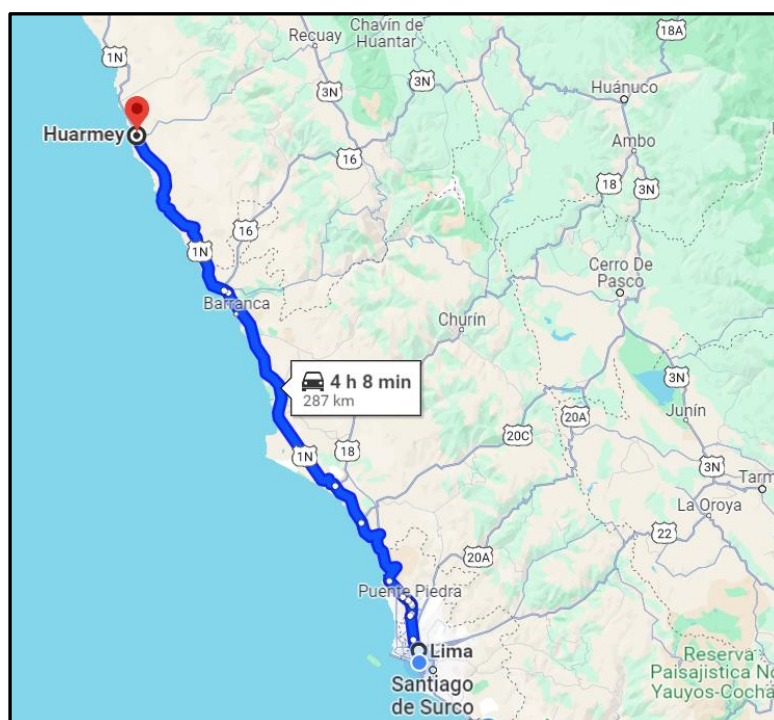 1N
Recuay
Chavín de
Huantar
3N
3N
18A
Huánuco
Huarmey
16
Ambo
18
3N
16
1N
Barranca
Cerro De
Pasco
Churín
4 h 8 min
287 km
3N
20A
Junín
20C
1N
18
3N
Tarm
La Oroya
22
20A
Puente Piedra
Lima
Santiago
de Surco
Reserva
Paisajistica No
Yauyos-Cocha